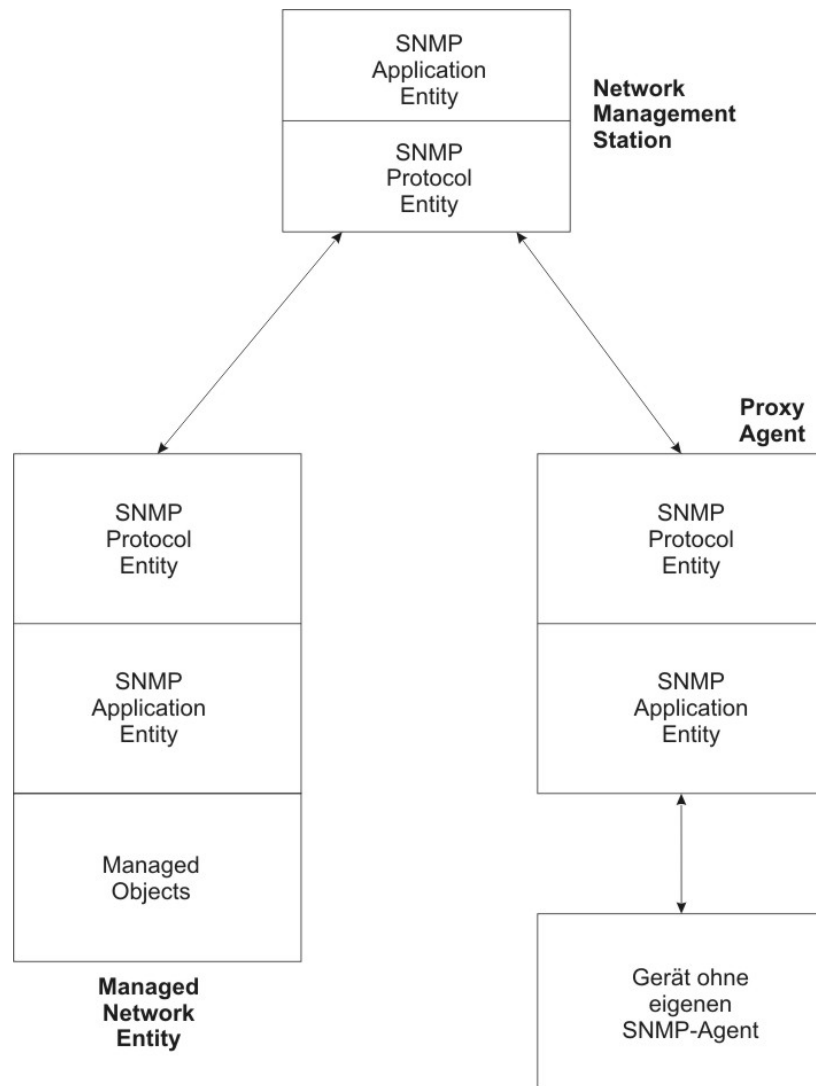 SNMP
Application
Entity
Network
Management
Station
SNMP
Protocol
Entity
Proxy
Agent
SNMP
Protocol
Entity
SNMP
Application
Entity
Managed
Objects
Managed
Network
Entity
SNMP
Protocol
Entity
SNMP
Application
Entity
Gerät ohne
eigenen
SNMP-Agent